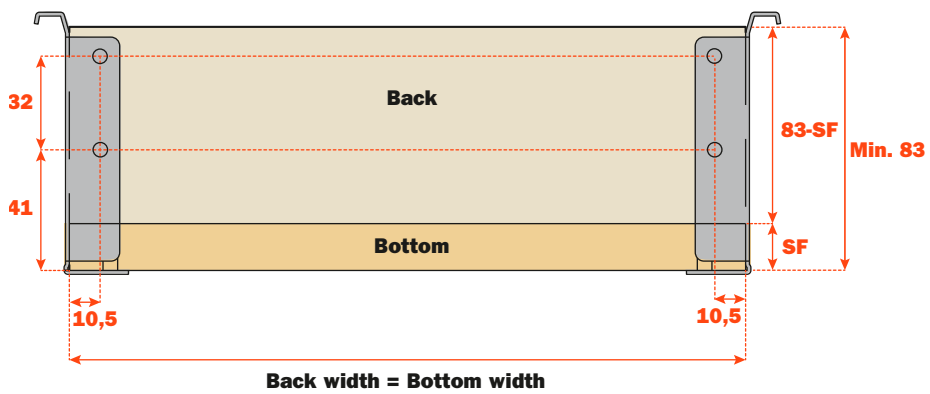 32
Back
83-SF
Min. 83
41
Bottom
SF
10,5
10,5
Back width = Bottom width